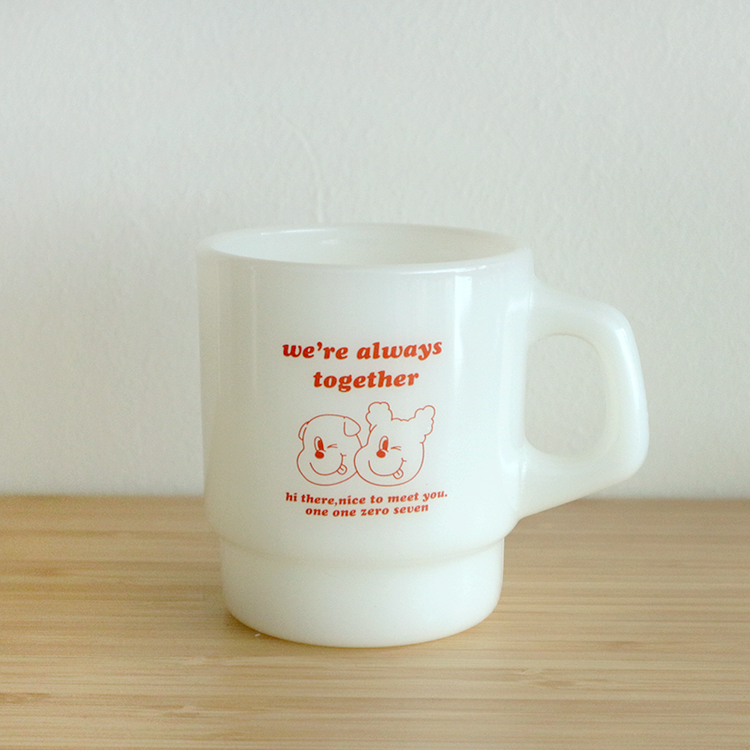 we're always
together
hi there,nice to meet you.
one one zero seven